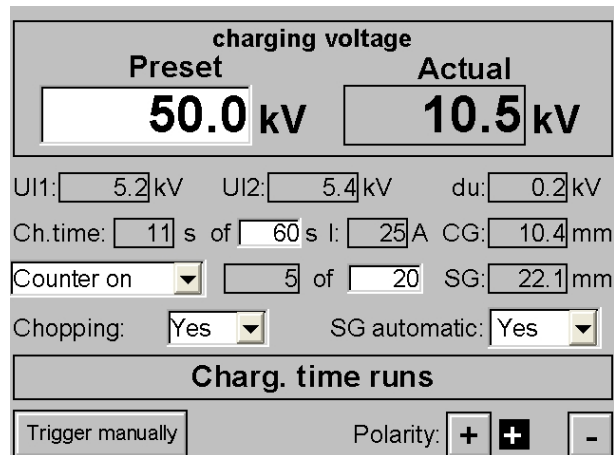 charging voltage
Preset Actual
50.0 kV 10.5 kV
UI1: 5.2 kV UI2: 5.4 kV du: 0.2 kV
Ch.time: 11 s of 60 s I: 25 A CG: 10.4 mm
Counter on 5 of 20 SG: 22.1 mm
Chopping: Yes SG automatic: Yes
Charg. time runs
Trigger manually Polarity: + + -